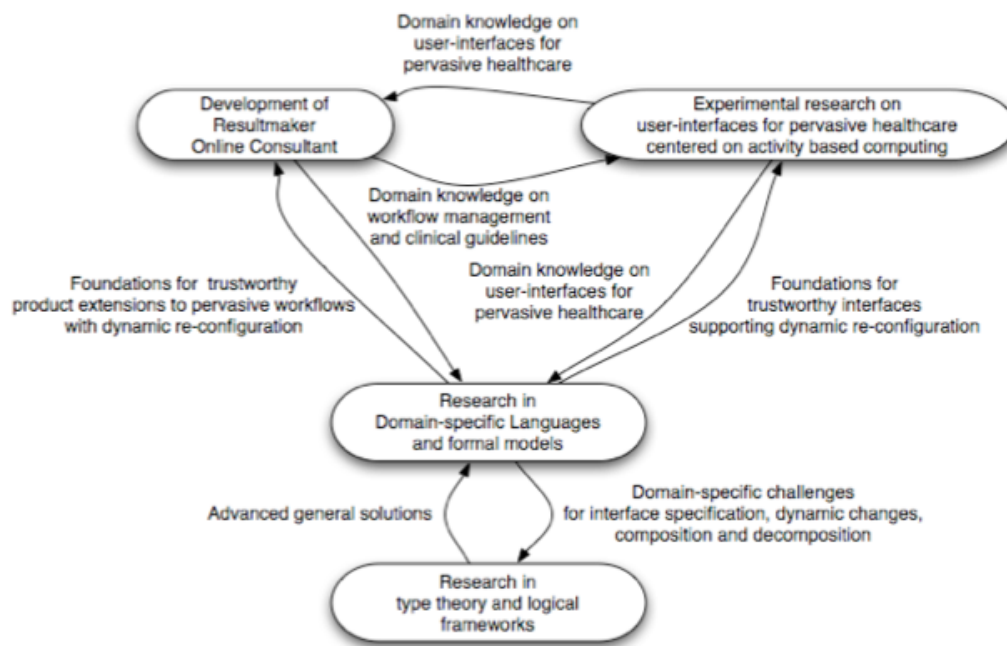 Domain knowledge on
user-interfaces for
pervasive healthcare
Development of
Resultmaker
Online Consultant
Experimental research on
user-interfaces for pervasive healthcare
centered on activity based computing
Domain knowledge on
workflow management
and clinical guidelines
Foundations for trustworthy
product extensions to pervasive workflows
with dynamic re-configuration
Domain knowledge on
user-interfaces for
pervasive healthcare
Foundations for
trustworthy interfaces
supporting dynamic re-configuration
Research in
Domain-specific Languages
and formal models
Advanced general solutions
Domain-specific challenges
for interface specification, dynamic changes,
composition and decomposition
Research in
type theory and logical
frameworks